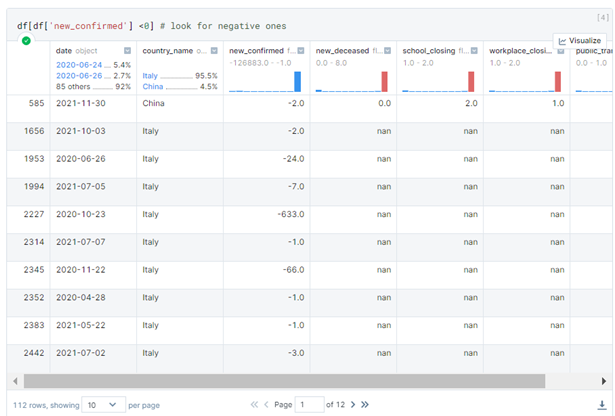 [4]
df[df['new_confirmed'] <0] # look for negative ones
Visualize
date object country_name o... new_confirmed f... new_deceased fl... school_closing fl... workplace_closi... public_tra
-126883.0 - -1.0 0.0 - 8.0 1.0 - 2.0 1.0 - 2.0 0.0 - 2.0
2020-06-24 ... 5.4%
2020-06-26 ... 2.7% Italy 95.5%
85 others 92% China 4.5%
585 2021-11-30 China -2.0 0.0 2.0 1.0
1656 2021-10-03 Italy -2.0 nan nan nan
1953 2020-06-26 Italy -24.0 nan nan nan
1994 2021-07-05 Italy -7.0 nan nan nan
2227 2020-10-23 Italy -633.0 nan nan nan
2314 2021-07-07 Italy -1.0 nan nan nan
2345 2020-11-22 Italy -66.0 nan nan nan
2352 2020-04-28 Italy -1.0 nan nan nan
2383 2021-05-22 Italy -1.0 nan nan nan
2442 2021-07-02 Italy -3.0 nan nan nan
112 rows, showing 10 per page << < Page 1 of 12 > >>